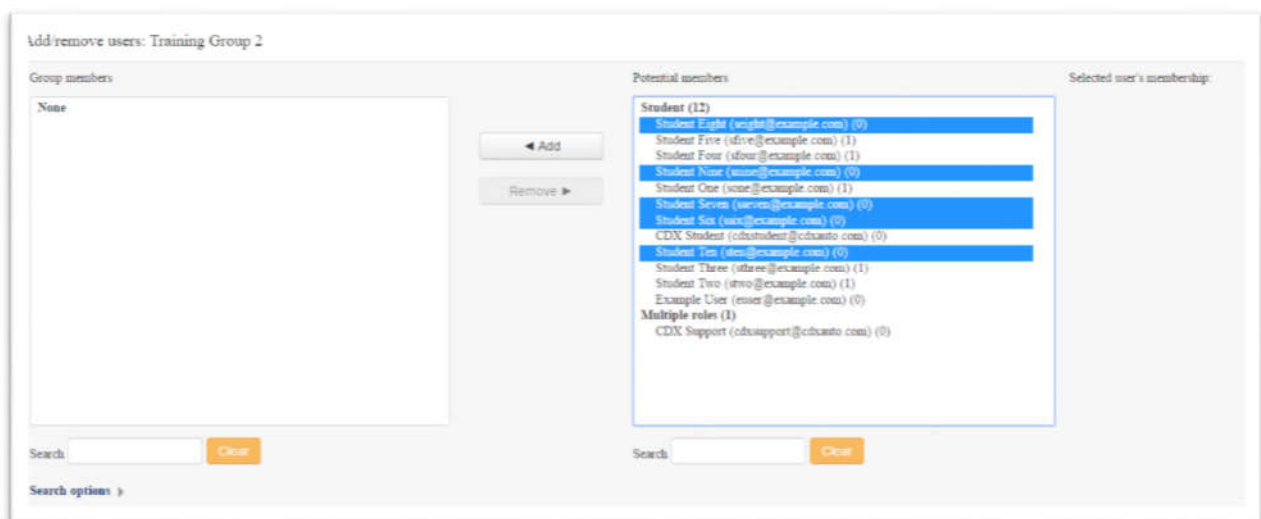 Add/remove users: Training Group 2
Group members
None
◄ Add
Remove ►
Potential members
Student (12)
Student Eight (seight@example.com) (0)
Student Five (sfive@example.com) (1)
Student Four (sfour@example.com) (1)
Student Nine (snine@example.com) (0)
Student One (sone@example.com) (1)
Student Seven (sseven@example.com) (0)
Student Six (ssix@example.com) (0)
CDX Student (cdxstudent@cdxauto.com) (0)
Student Ten (sten@example.com) (0)
Student Three (sthree@example.com) (1)
Student Two (stwo@example.com) (1)
Example User (euser@example.com) (0)
Multiple roles (1)
CDX Support (cdxsupport@cdxauto.com) (0)
Selected user's membership:
Search Clear
Search Clear
Search options